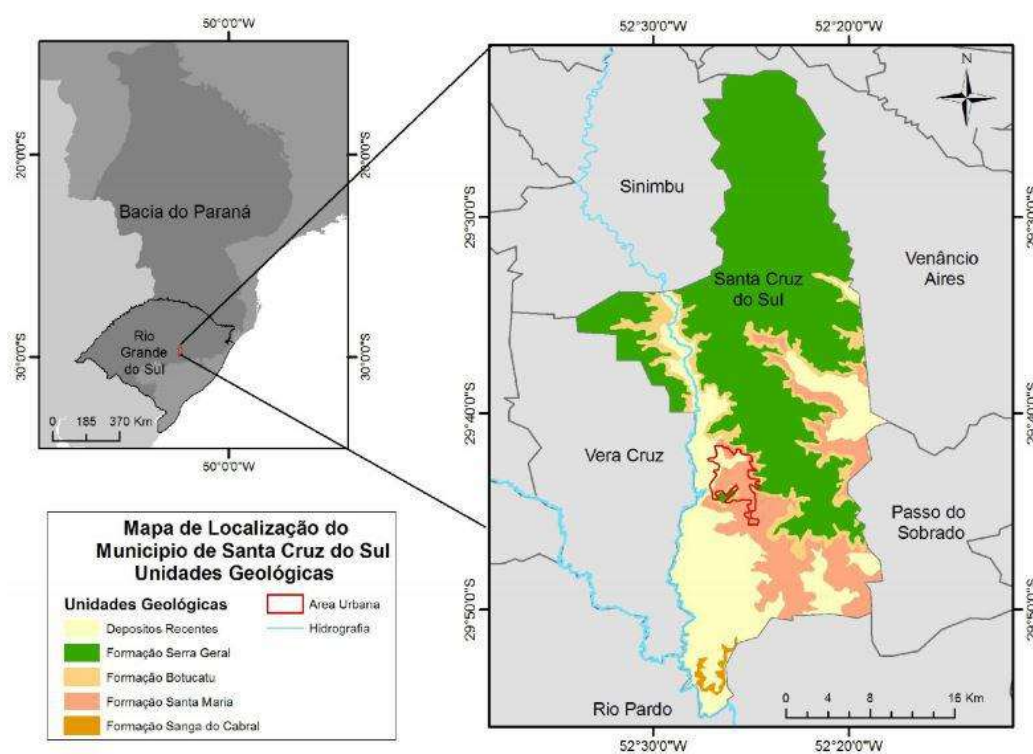 50°0'0"W
20°0'0"S
20°0'0"S
Bacia do Paraná
Rio
Grande
do Sul
30°0'0"S
30°0'0"S
0 185 370 Km
50°0'0"W
52°30'0"W
52°20'0"W
N
Sinimbu
29°30'0"S
29°30'0"S
Venâncio
Aires
Santa Cruz
do Sul
29°40'0"S
29°40'0"S
Vera Cruz
Passo do
Sobrado
29°50'0"S
29°50'0"S
Rio Pardo
0 4 8 16 Km
52°30'0"W
52°20'0"W
Mapa de Localização do
Municipio de Santa Cruz do Sul
Unidades Geológicas
Unidades Geológicas
Depositos Recentes
Formação Serra Geral
Formação Botucatu
Formação Santa Maria
Formação Sanga do Cabral
Area Urbana
Hidrografia